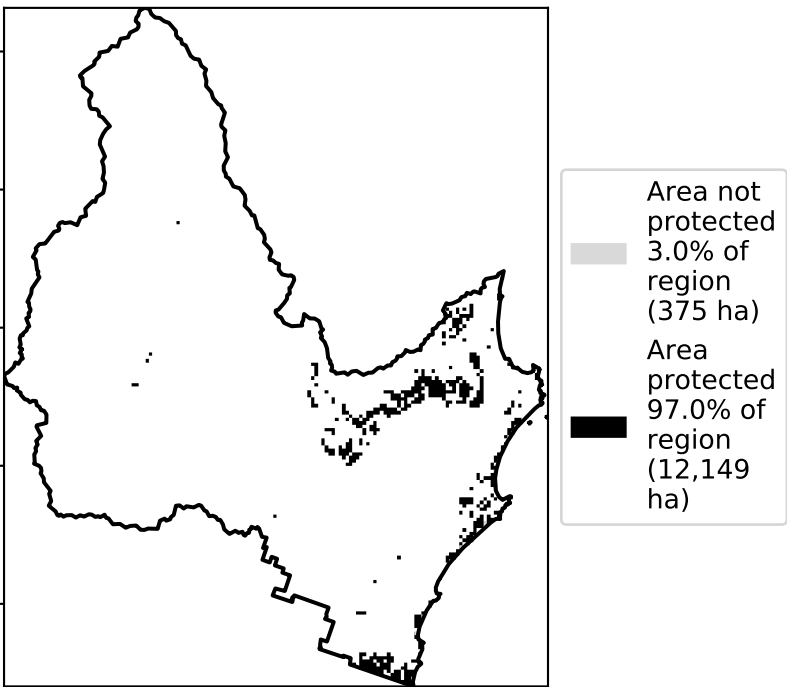 Area not
protected
3.0% of
region
(375 ha)
Area
protected
97.0% of
region
(12,149
ha)